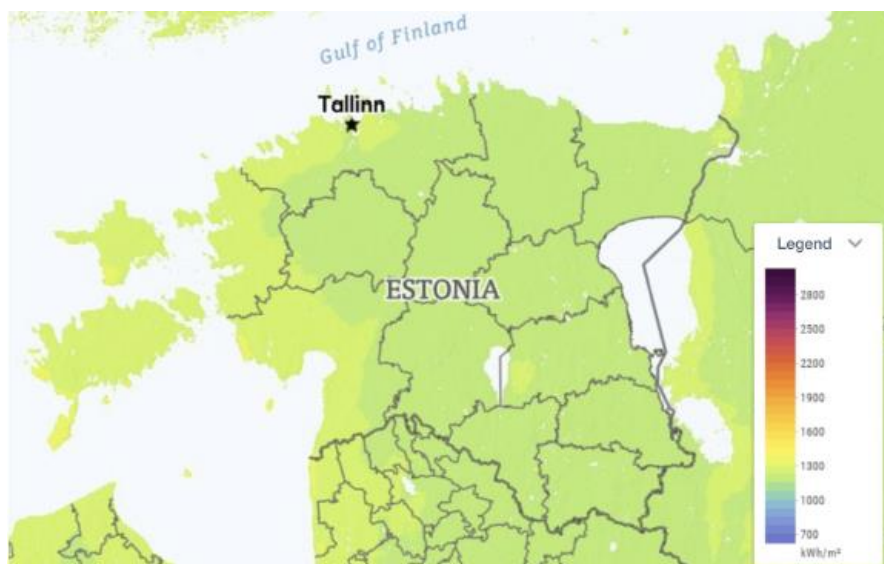 Gulf of Finland
Tallinn
ESTONIA
Legend
2800
2500
2200
1900
1600
1300
1000
700
kWh/m²